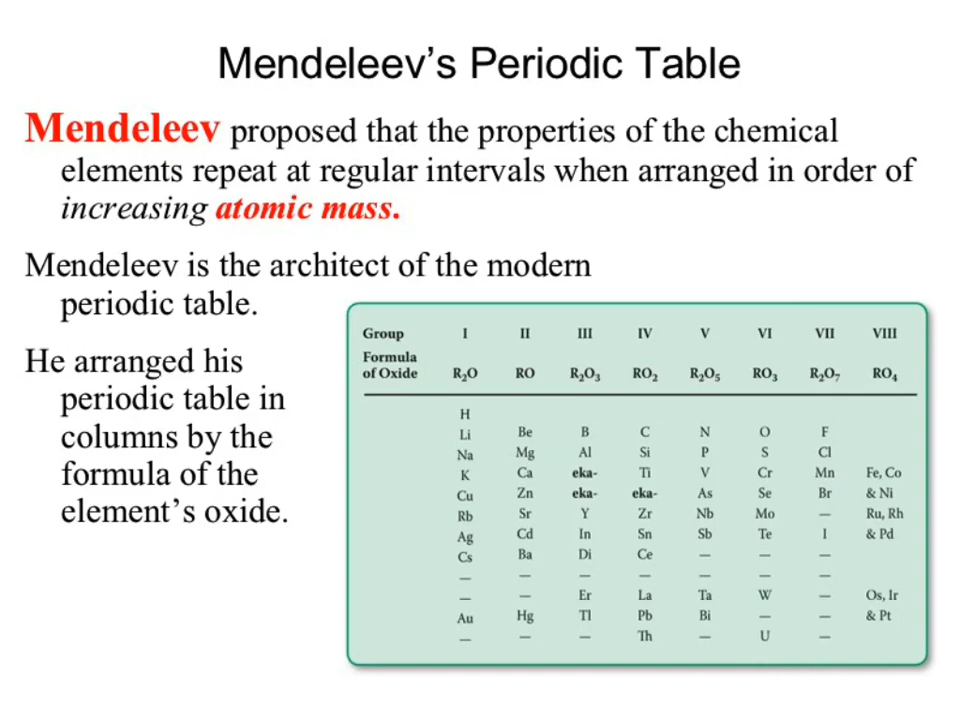 Mendeleev's Periodic Table
Mendeleev proposed that the properties of the chemical
elements repeat at regular intervals when arranged in order of
increasing atomic mass.
Mendeleev is the architect of the modern
periodic table.
He arranged his
periodic table in
columns by the
formula of the
element's oxide.
Group I II III IV V VI VII VIII
Formula
of Oxide R₂O RO R₂O₃ RO₂ R₂O₅ RO₃ R₂O₇ RO₄
H
Li Be B C N O F
Na Mg Al Si P S Cl
K Ca eka- Ti V Cr Mn Fe, Co
Cu Zn eka- eka- As Se Br & Ni
Rb Sr Y Zr Nb Mo — Ru, Rh
Ag Cd In Sn Sb Te I & Pd
Cs Ba Di Ce — — —
— — — — — — —
— — Er La Ta W — Os, Ir
Au Hg Tl Pb Bi — — & Pt
— — — Th — U —